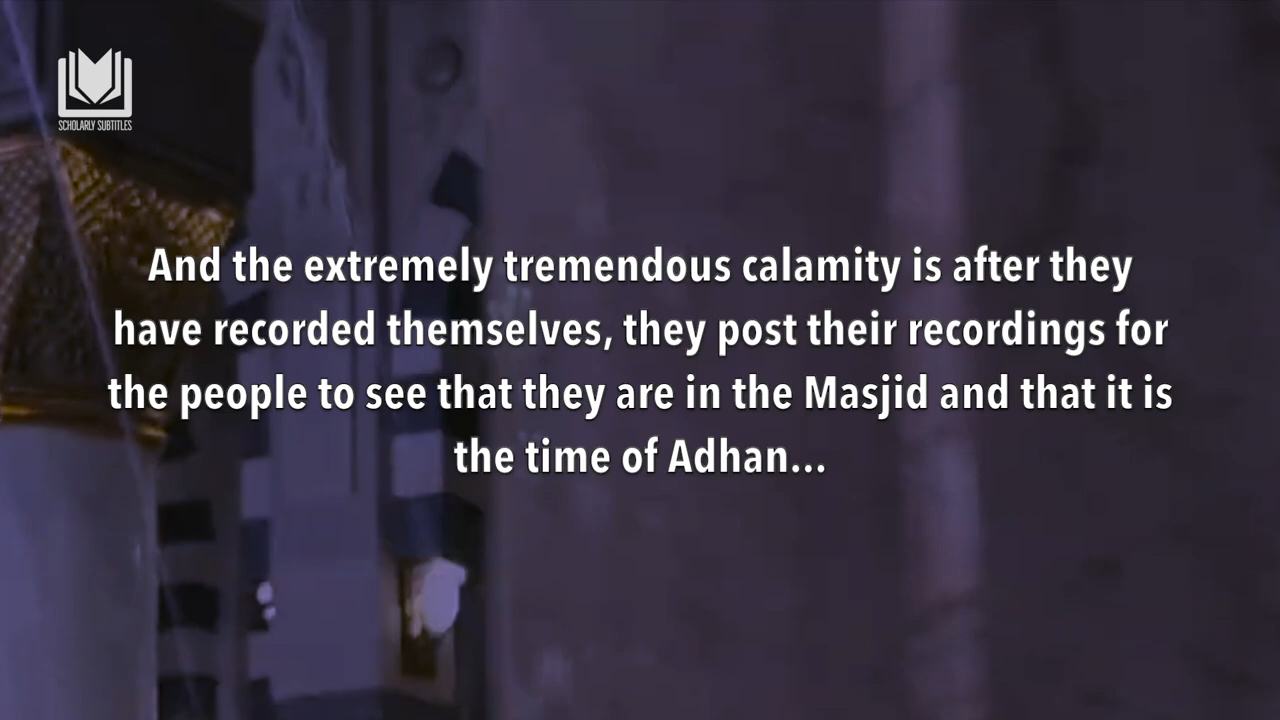 SCHOLARLY SUBTITLES
And the extremely tremendous calamity is after they
have recorded themselves, they post their recordings for
the people to see that they are in the Masjid and that it is
the time of Adhan...